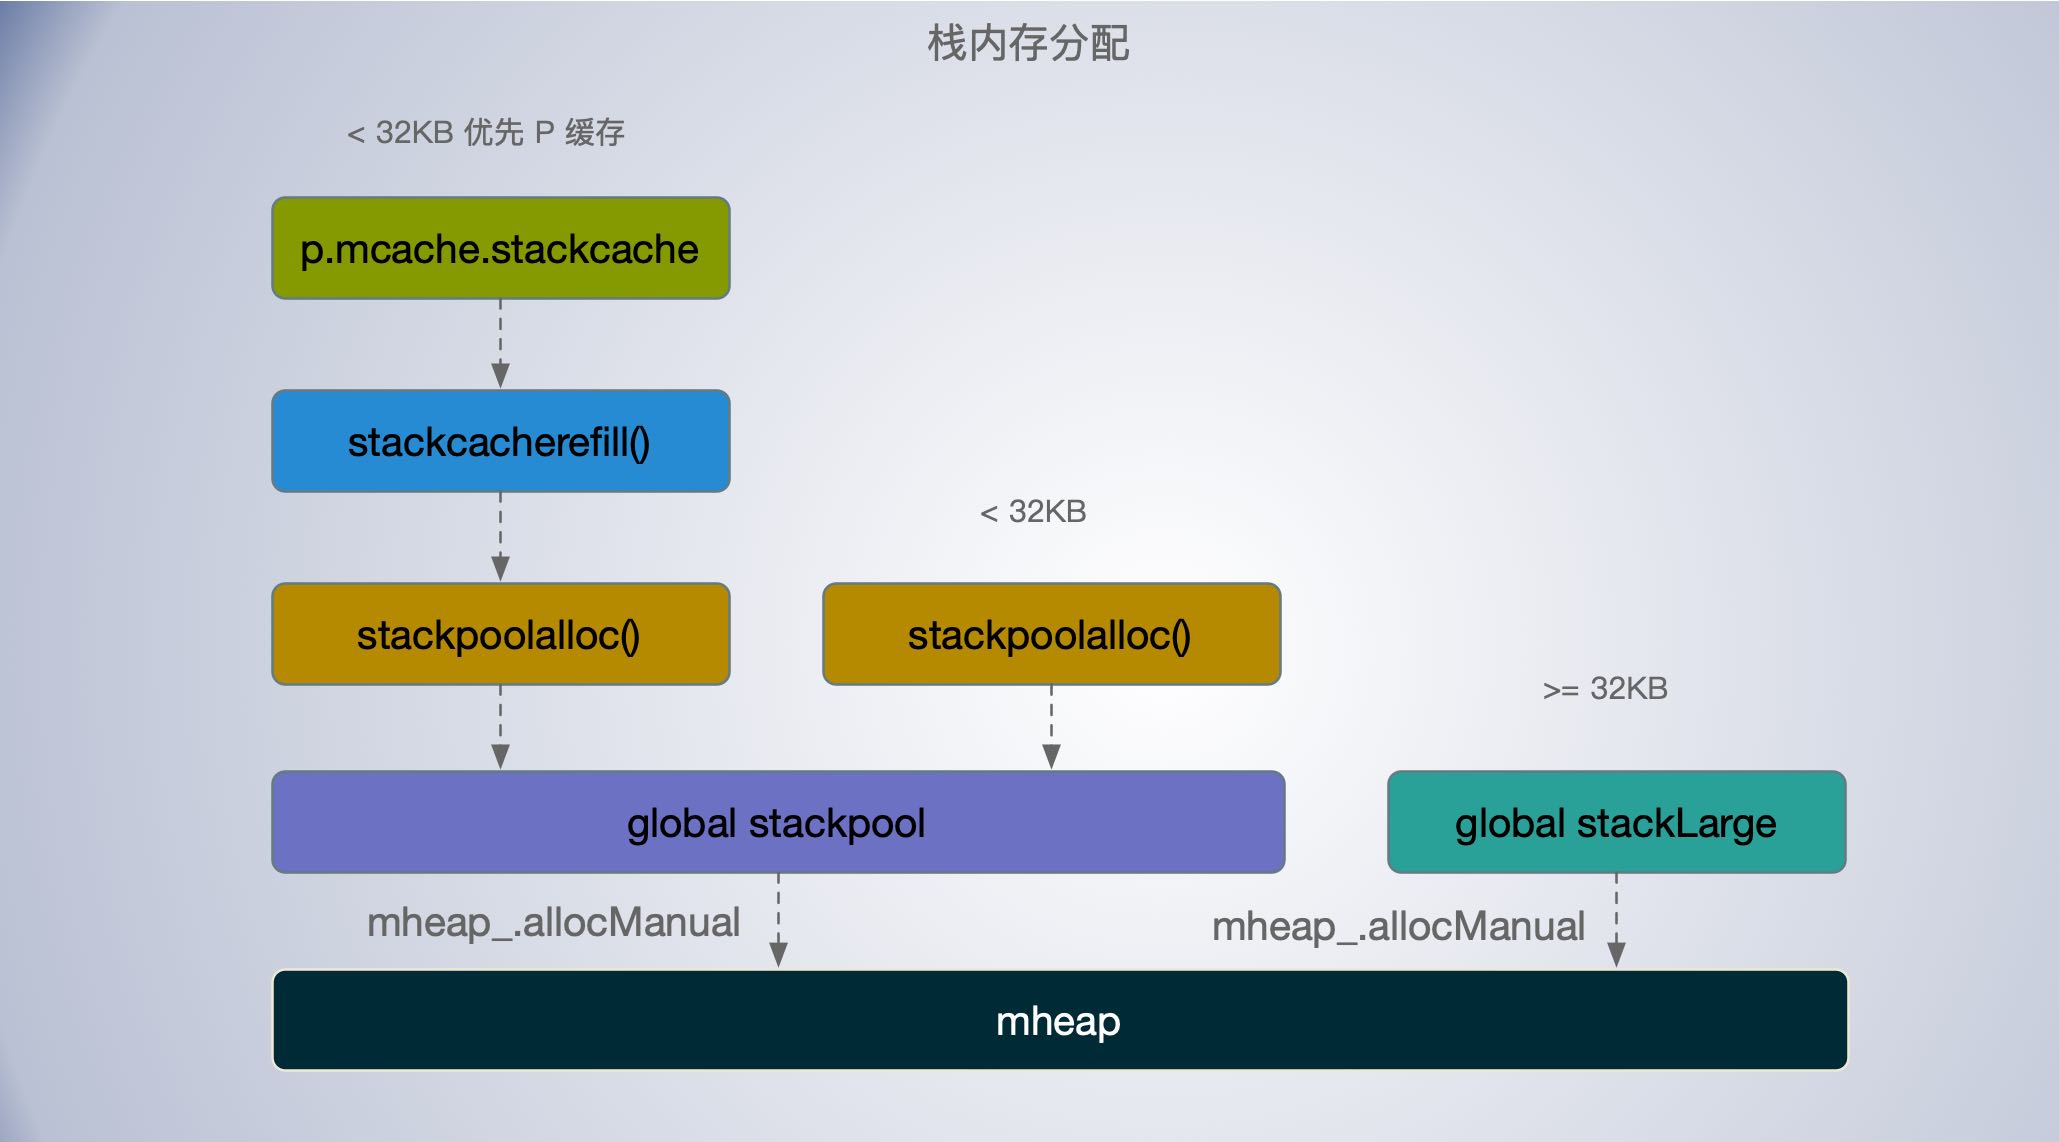 栈内存分配
< 32KB 优先 P 缓存
p.mcache.stackcache
stackcacherefill()
< 32KB
stackpoolalloc()
stackpoolalloc()
>= 32KB
global stackpool
global stackLarge
mheap_.allocManual
mheap_.allocManual
mheap